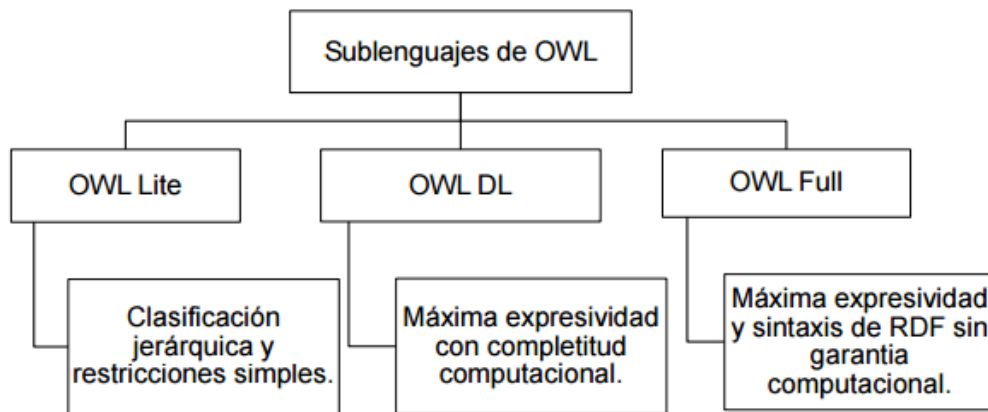 Sublenguajes de OWL
OWL Lite
OWL DL
OWL Full
Clasificación
jerárquica y
restricciones simples.
Máxima expresividad
con completitud
computacional.
Máxima expresividad
y sintaxis de RDF sin
garantia
computacional.